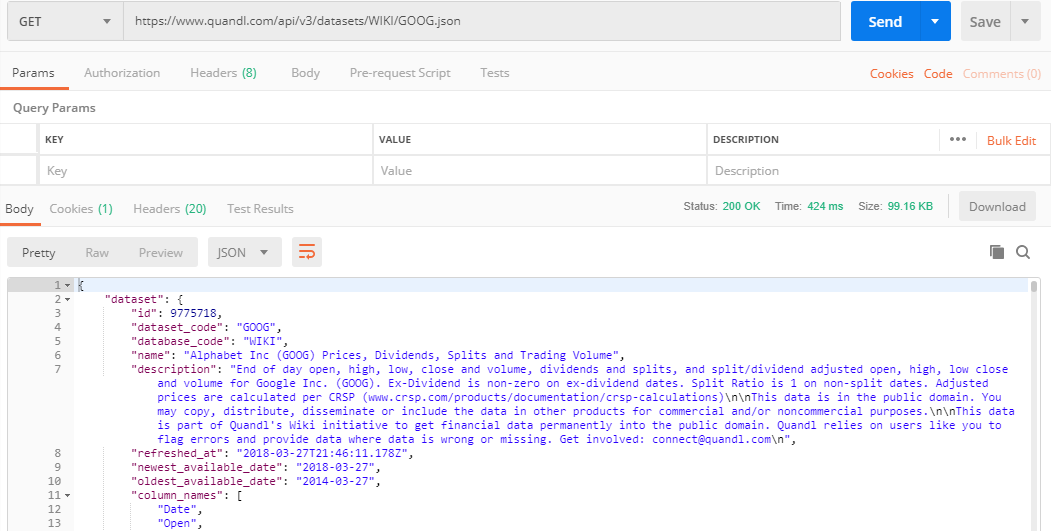 GET https://www.quandl.com/api/v3/datasets/WIKI/GOOG.json Send Save
Params Authorization Headers (8) Body Pre-request Script Tests Cookies Code Comments (0)
Query Params
KEY VALUE DESCRIPTION ••• Bulk Edit
Key Value Description
Body Cookies (1) Headers (20) Test Results Status: 200 OK Time: 424 ms Size: 99.16 KB Download
Pretty Raw Preview JSON
1 {
2 "dataset": {
3 "id": 9775718,
4 "dataset_code": "GOOG",
5 "database_code": "WIKI",
6 "name": "Alphabet Inc (GOOG) Prices, Dividends, Splits and Trading Volume",
7 "description": "End of day open, high, low, close and volume, dividends and splits, and split/dividend adjusted open, high, low close
and volume for Google Inc. (GOOG). Ex-Dividend is non-zero on ex-dividend dates. Split Ratio is 1 on non-split dates. Adjusted
prices are calculated per CRSP (www.crsp.com/products/documentation/crsp-calculations)\n\nThis data is in the public domain. You
may copy, distribute, disseminate or include the data in other products for commercial and/or noncommercial purposes.\n\nThis data
is part of Quandl's Wiki initiative to get financial data permanently into the public domain. Quandl relies on users like you to
flag errors and provide data where data is wrong or missing. Get involved: connect@quandl.com\n",
8 "refreshed_at": "2018-03-27T21:46:11.178Z",
9 "newest_available_date": "2018-03-27",
10 "oldest_available_date": "2014-03-27",
11 "column_names": [
12 "Date",
13 "Open",